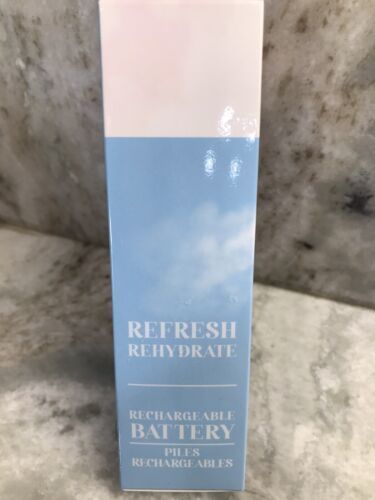 REFRESH
REHYDRATE
RECHARGEABLE
BATTERY
PILES
RECHARGEABLES